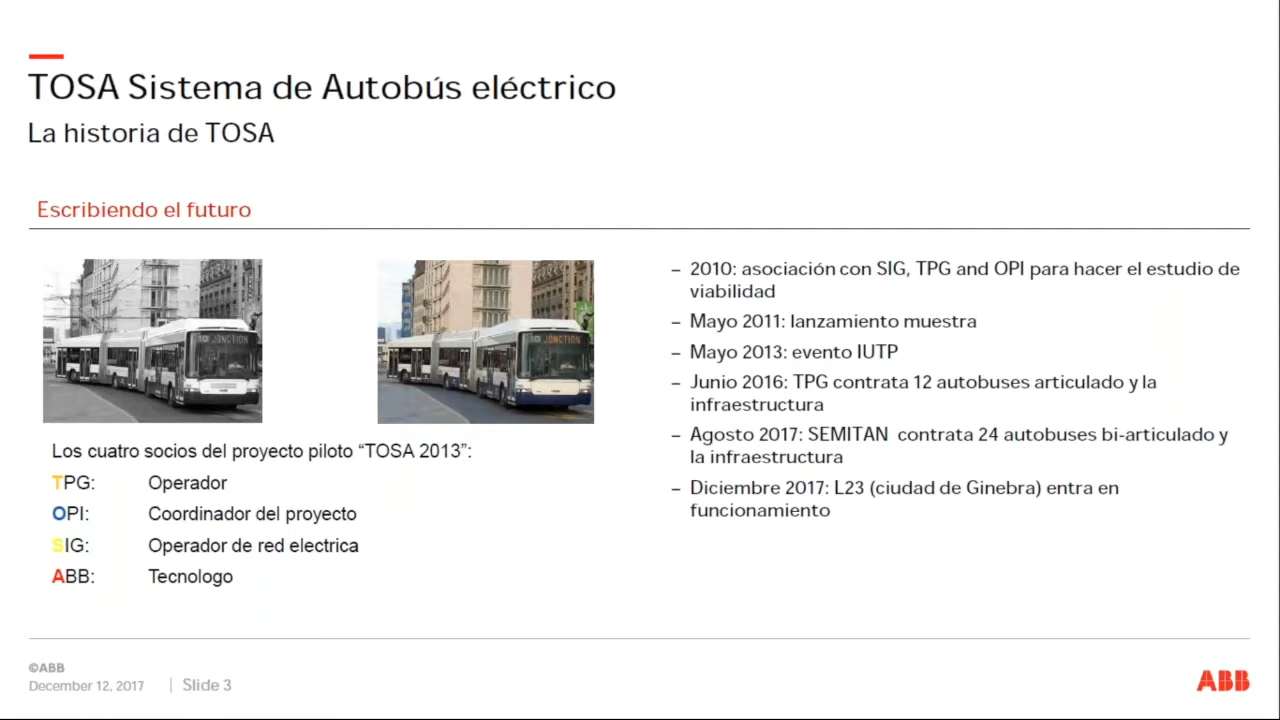 TOSA Sistema de Autobús eléctrico
La historia de TOSA
Escribiendo el futuro
10 JONCTION
10 JONCTION
Los cuatro socios del proyecto piloto “TOSA 2013”:
TPG: Operador
OPI: Coordinador del proyecto
SIG: Operador de red electrica
ABB: Tecnologo
– 2010: asociación con SIG, TPG and OPI para hacer el estudio de
viabilidad
– Mayo 2011: lanzamiento muestra
– Mayo 2013: evento IUTP
– Junio 2016: TPG contrata 12 autobuses articulado y la
infraestructura
– Agosto 2017: SEMITAN contrata 24 autobuses bi-articulado y
la infraestructura
– Diciembre 2017: L23 (ciudad de Ginebra) entra en
funcionamiento
©ABB
December 12, 2017 | Slide 3
ABB